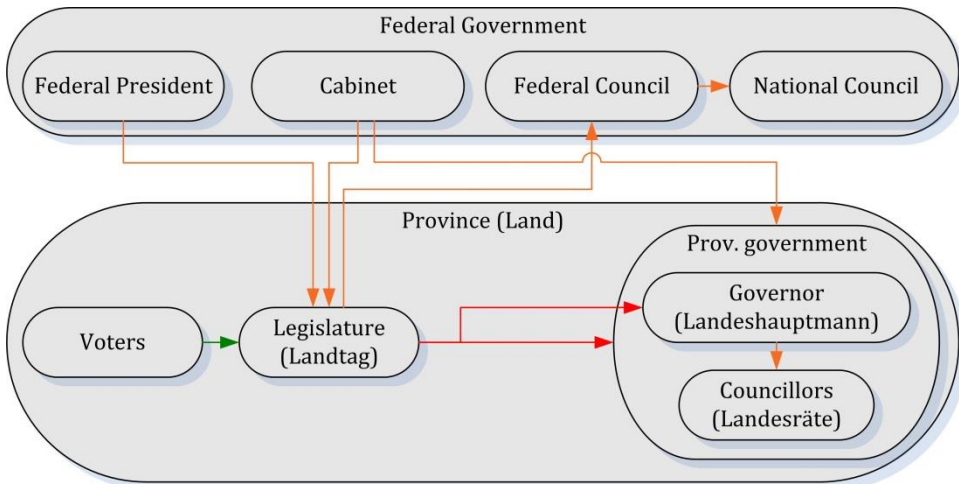 Federal Government
Federal President
Cabinet
Federal Council
National Council
Province (Land)
Prov. government
Voters
Legislature
(Landtag)
Governor
(Landeshauptmann)
Councillors
(Landesräte)